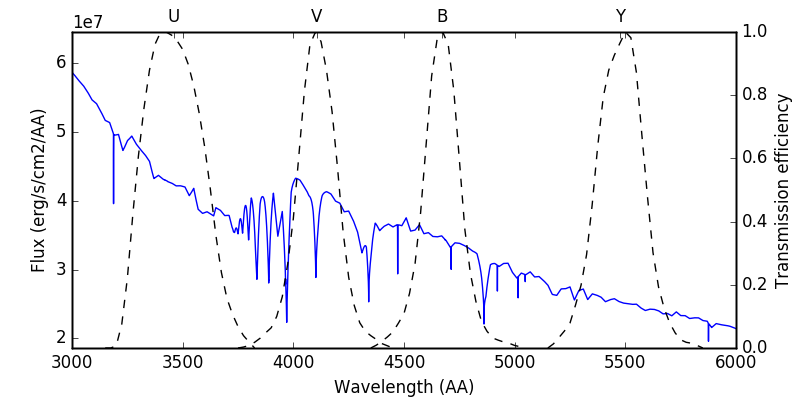 U V B Y
1e7
6
5
4
3
2
1.0
0.8
0.6
0.4
0.2
0.0
3000 3500 4000 4500 5000 5500 6000
Flux (erg/s/cm2/AA)
Transmission efficiency
Wavelength (AA)